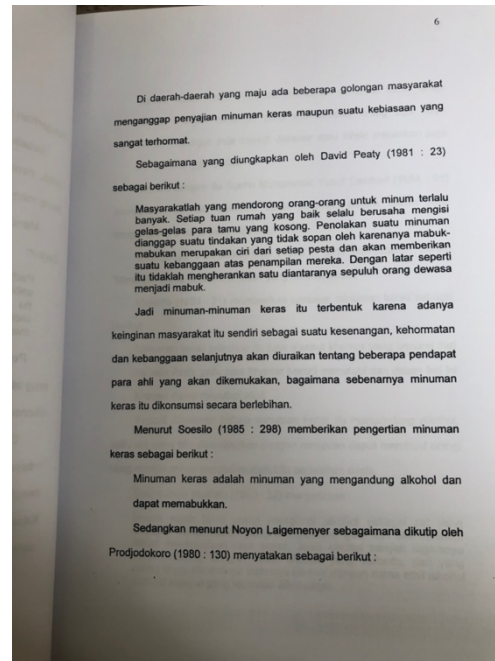 6
Di daerah-daerah yang maju ada beberapa golongan masyarakat
menganggap penyajian minuman keras maupun suatu kebiasaan yang
sangat terhormat.
Sebagaimana yang diungkapkan oleh David Peaty (1981 : 23)
sebagai berikut :
Masyarakatlah yang mendorong orang-orang untuk minum terlalu
banyak. Setiap tuan rumah yang baik selalu berusaha mengisi
gelas-gelas para tamu yang kosong. Penolakan suatu minuman
dianggap suatu tindakan yang tidak sopan oleh karenanya mabuk-
mabukan merupakan ciri dari setiap pesta dan akan memberikan
suatu kebanggaan atas penampilan mereka. Dengan latar seperti
itu tidaklah mengherankan satu diantaranya sepuluh orang dewasa
menjadi mabuk.
Jadi minuman-minuman keras itu terbentuk karena adanya
keinginan masyarakat itu sendiri sebagai suatu kesenangan, kehormatan
dan kebanggaan selanjutnya akan diuraikan tentang beberapa pendapat
para ahli yang akan dikemukakan, bagaimana sebenarnya minuman
keras itu dikonsumsi secara berlebihan.
Menurut Soesilo (1985 : 298) memberikan pengertian minuman
keras sebagai berikut :
Minuman keras adalah minuman yang mengandung alkohol dan
dapat memabukkan.
Sedangkan menurut Noyon Laigemenyer sebagaimana dikutip oleh
Prodjodokoro (1980 : 130) menyatakan sebagai berikut :